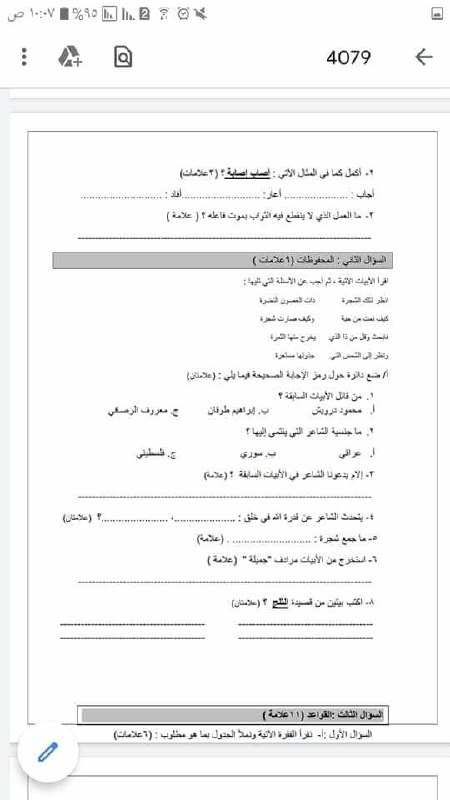 ١٠:٠٧ ص ٩٥%
4079
٢- أكمل كما في المثال الآتي : أصاب إصابة ؟ (٣علامات)
أجاب : .................... أعار: ........................أفاد: .........................
٢- ما العمل الذي لا ينقطع فيه الثواب بموت فاعله ؟ ( علامة )
السؤال الثاني : المحفوظات (٦علامات )
اقرأ الأبيات الآتية ، ثم أجب عن الأسئلة التي تليها :
انظر لتلك الشجرة ذات الغصون النضرة
كيف نمت من حبة وكيف صارت شجرة
فابحث وقل من ذا الذي يخرج منها الثمرة
وانظر إلى الشمس التي جذوتها مستعرة
أ/ ضع دائرة حول رمز الإجابة الصحيحة فيما يلي : (علامتان)
١. من قائل الأبيات السابقة ؟
أ. محمود درويش ب. إبراهيم طوقان ج. معروف الرصافي
٢. ما جنسية الشاعر التي ينتمي إليها ؟
أ. عراقي ب. سوري ج. فلسطيني
٣- إلام يدعونا الشاعر في الأبيات السابقة ؟ (علامة)
٤- يتحدث الشاعر عن قدرة الله في خلق : ....................، ....................؟ (علامتان)
٥- ما جمع شجرة : ........................ . (علامة)
٦- استخرج من الأبيات مرادف "جميلة " (علامة )
٨- اكتب بيتين من قصيدة الثلج ؟ (علامتان)
السؤال الثالث :القواعد (١١علامة )
السؤال الأول :أ- نقرأ الفقرة الآتية ونملأ الجدول بما هو مطلوب : (٦علامات)